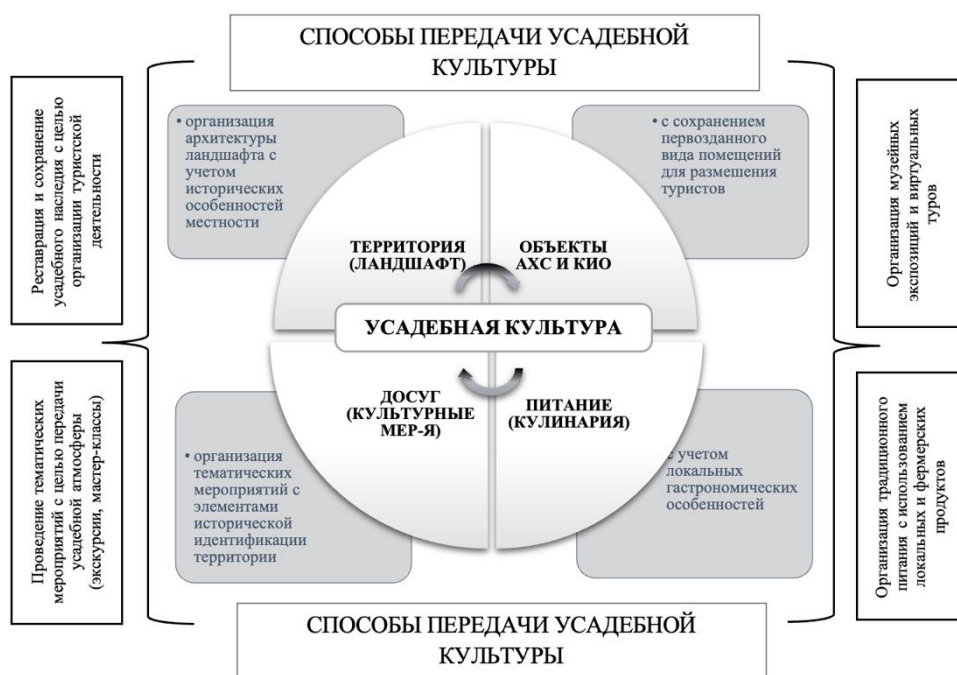 СПОСОБЫ ПЕРЕДАЧИ УСАДЕБНОЙ
КУЛЬТУРЫ
Реставрация и сохранение
усадебного наследия с целью
организации туристской
деятельности
• организация
архитектуры
ландшафта с
учетом
исторических
особенностей
местности
• с сохранением
первозданного
вида помещений
для размещения
туристов
Организация музейных
экспозиций и виртуальных
туров
ТЕРРИТОРИЯ
(ЛАНДШАФТ)
ОБЪЕКТЫ
АХС И КИО
УСАДЕБНАЯ КУЛЬТУРА
ДОСУГ
(КУЛЬТУРНЫЕ
МЕР-Я)
ПИТАНИЕ
(КУЛИНАРИЯ)
Проведение тематических
мероприятий с целью передачи
усадебной атмосферы
(экскурсии, мастер-классы)
• организация
тематических
мероприятий с
элементами
исторической
идентификации
территории
с учетом
локальных
гастрономических
особенностей
Организация традиционного
питания с использованием
локальных и фермерских
продуктов
СПОСОБЫ ПЕРЕДАЧИ УСАДЕБНОЙ
КУЛЬТУРЫ